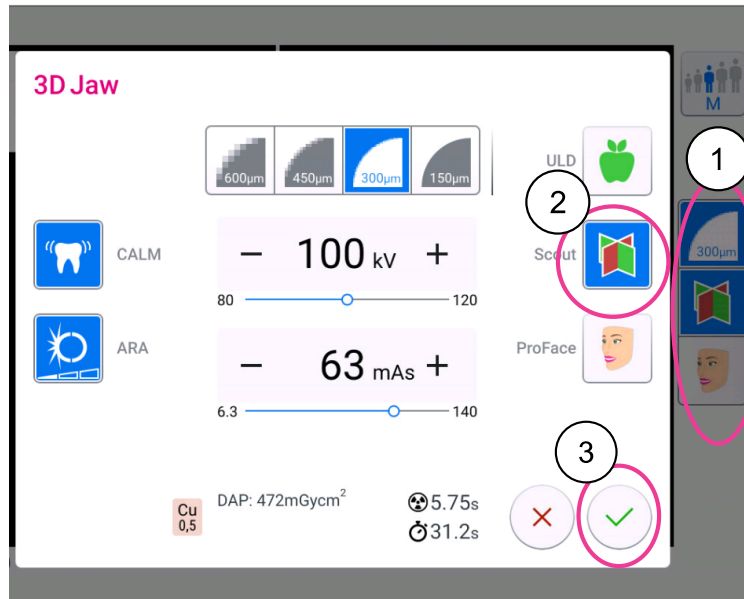 3D Jaw
M
600µm
450µm
300µm
150µm
ULD
1
2
300µm
CALM
− 100 kV +
Scout
80
120
ARA
− 63 mAs +
ProFace
6.3
140
3
Cu
0,5
DAP: 472mGycm²
5.75s
31.2s